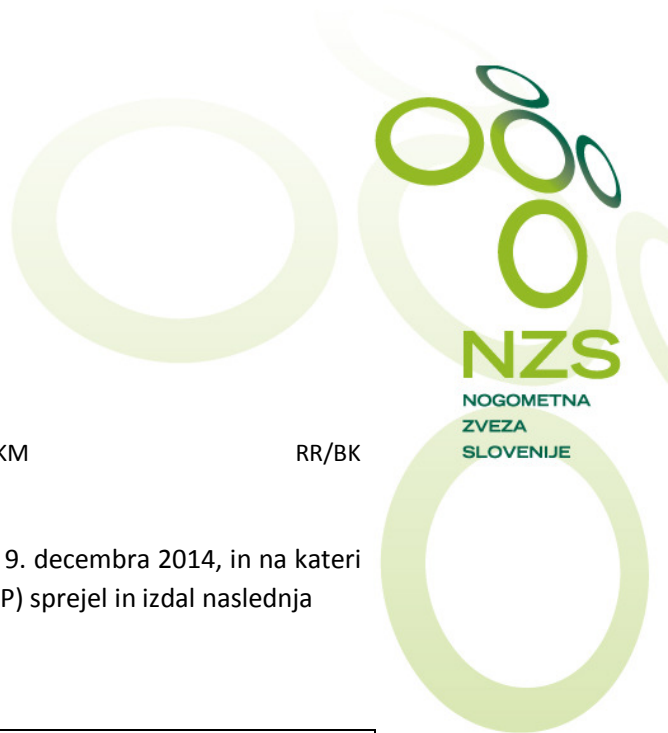 NZS
NOGOMETNA
ZVEZA
SLOVENIJE
KM RR/BK
9. decembra 2014, in na kateri
P) sprejel in izdal naslednja